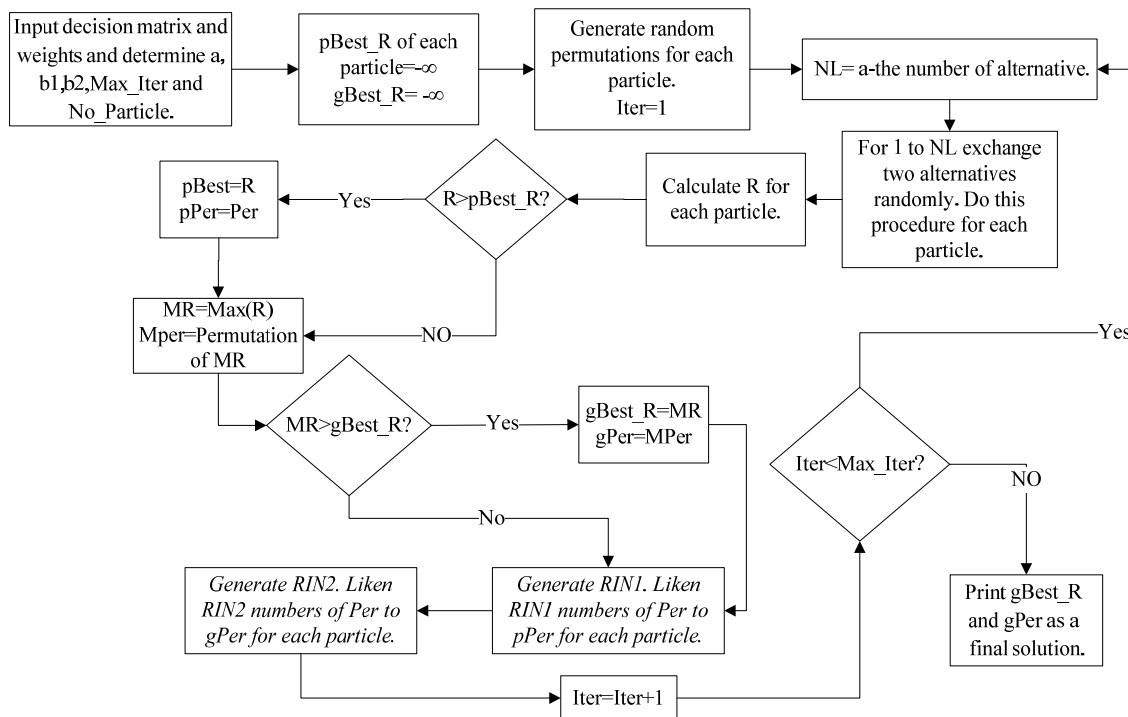 Input decision matrix and
weights and determine a,
b1,b2,Max_Iter and
No_Particle.
pBest_R of each
particle=-∞
gBest_R= -∞
Generate random
permutations for each
particle.
Iter=1
NL= a-the number of alternative.
For 1 to NL exchange
two alternatives
randomly. Do this
procedure for each
particle.
Calculate R for
each particle.
R>pBest_R?
Yes
pBest=R
pPer=Per
NO
MR=Max(R)
Mper=Permutation
of MR
MR>gBest_R?
Yes
gBest_R=MR
gPer=MPer
No
Generate RIN1. Liken
RIN1 numbers of Per to
pPer for each particle.
Generate RIN2. Liken
RIN2 numbers of Per to
gPer for each particle.
Iter=Iter+1
Iter<Max_Iter?
Yes
NO
Print gBest_R
and gPer as a
final solution.